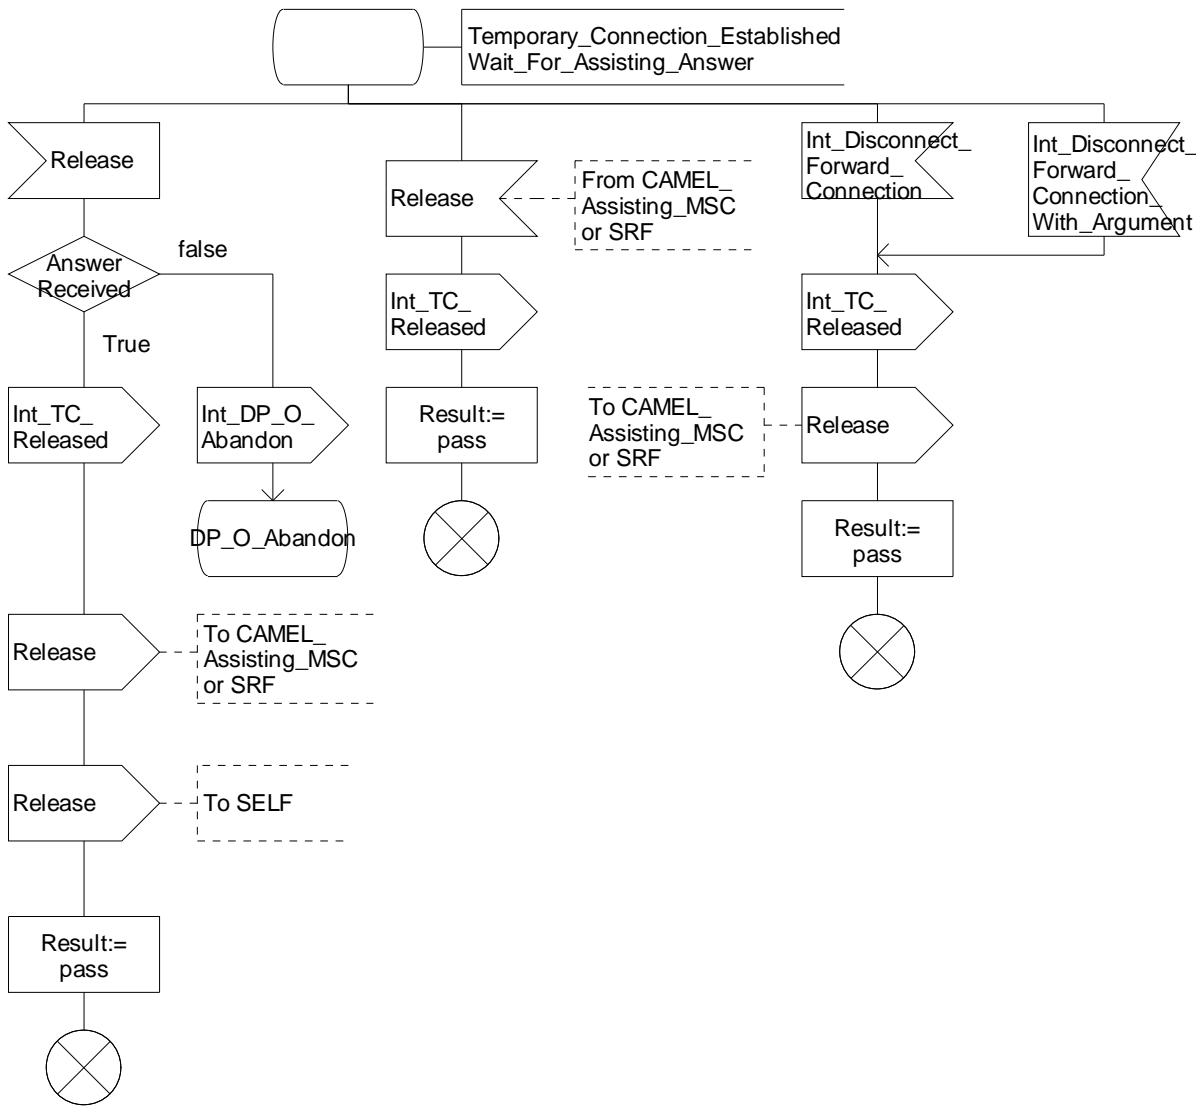 Temporary_Connection_Established
Wait_For_Assisting_Answer
Release
Release
From CAMEL_
Assisting_MSC
or SRF
Int_Disconnect_
Forward_
Connection
Int_Disconnect_
Forward_
Connection_
With_Argument
Answer
Received
false
True
Int_TC_
Released
Int_TC_
Released
Int_TC_
Released
Int_DP_O_
Abandon
Result:=
pass
To CAMEL_
Assisting_MSC
or SRF
Release
DP_O_Abandon
Result:=
pass
Release
To CAMEL_
Assisting_MSC
or SRF
Release
To SELF
Result:=
pass